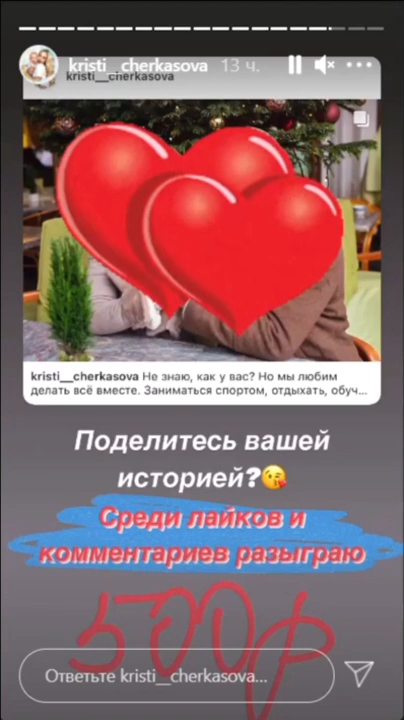 kristi__cherkasova 13 ч.
kristi__cherkasova
kristi__cherkasova Не знаю, как у вас? Но мы любим
делать всё вместе. Заниматься спортом, отдыхать, обуч...
Поделитесь вашей
историей?😘
Среди лайков и
комментариев разыграю
500р
Ответьте kristi__cherkasova...